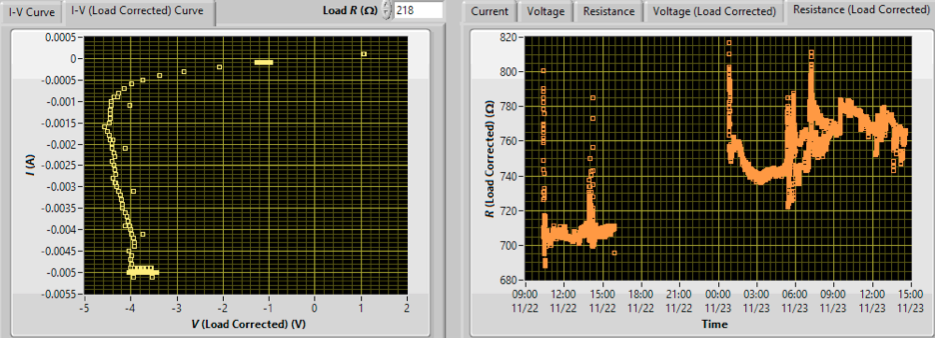 I-V Curve
I-V (Load Corrected) Curve
Load R (Ω)
218
0.0005
0
-0.0005
-0.001
-0.0015
-0.002
-0.0025
-0.003
-0.0035
-0.004
-0.0045
-0.005
-0.0055
I (A)
-5 -4 -3 -2 -1 0 1 2
V (Load Corrected) (V)
Current
Voltage
Resistance
Voltage (Load Corrected)
Resistance (Load Corrected)
820
800
780
760
740
720
700
680
R (Load Corrected) (Ω)
09:00 12:00 15:00 18:00 21:00 00:00 03:00 06:00 09:00 12:00 15:00
11/22 11/22 11/22 11/22 11/22 11/23 11/23 11/23 11/23 11/23 11/23
Time